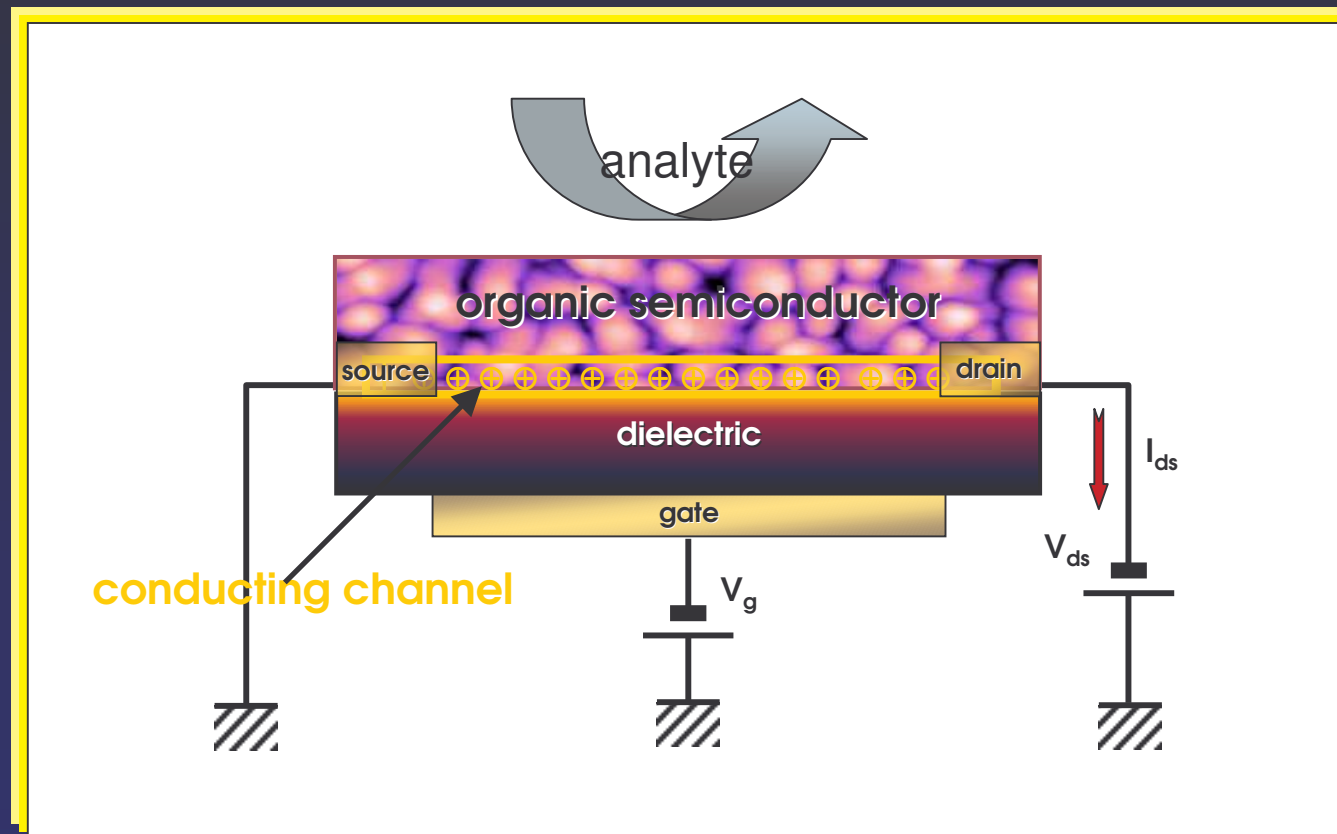 analyte
organic semiconductor
source
drain
dielectric
I_ds
gate
V_ds
conducting channel
V_g